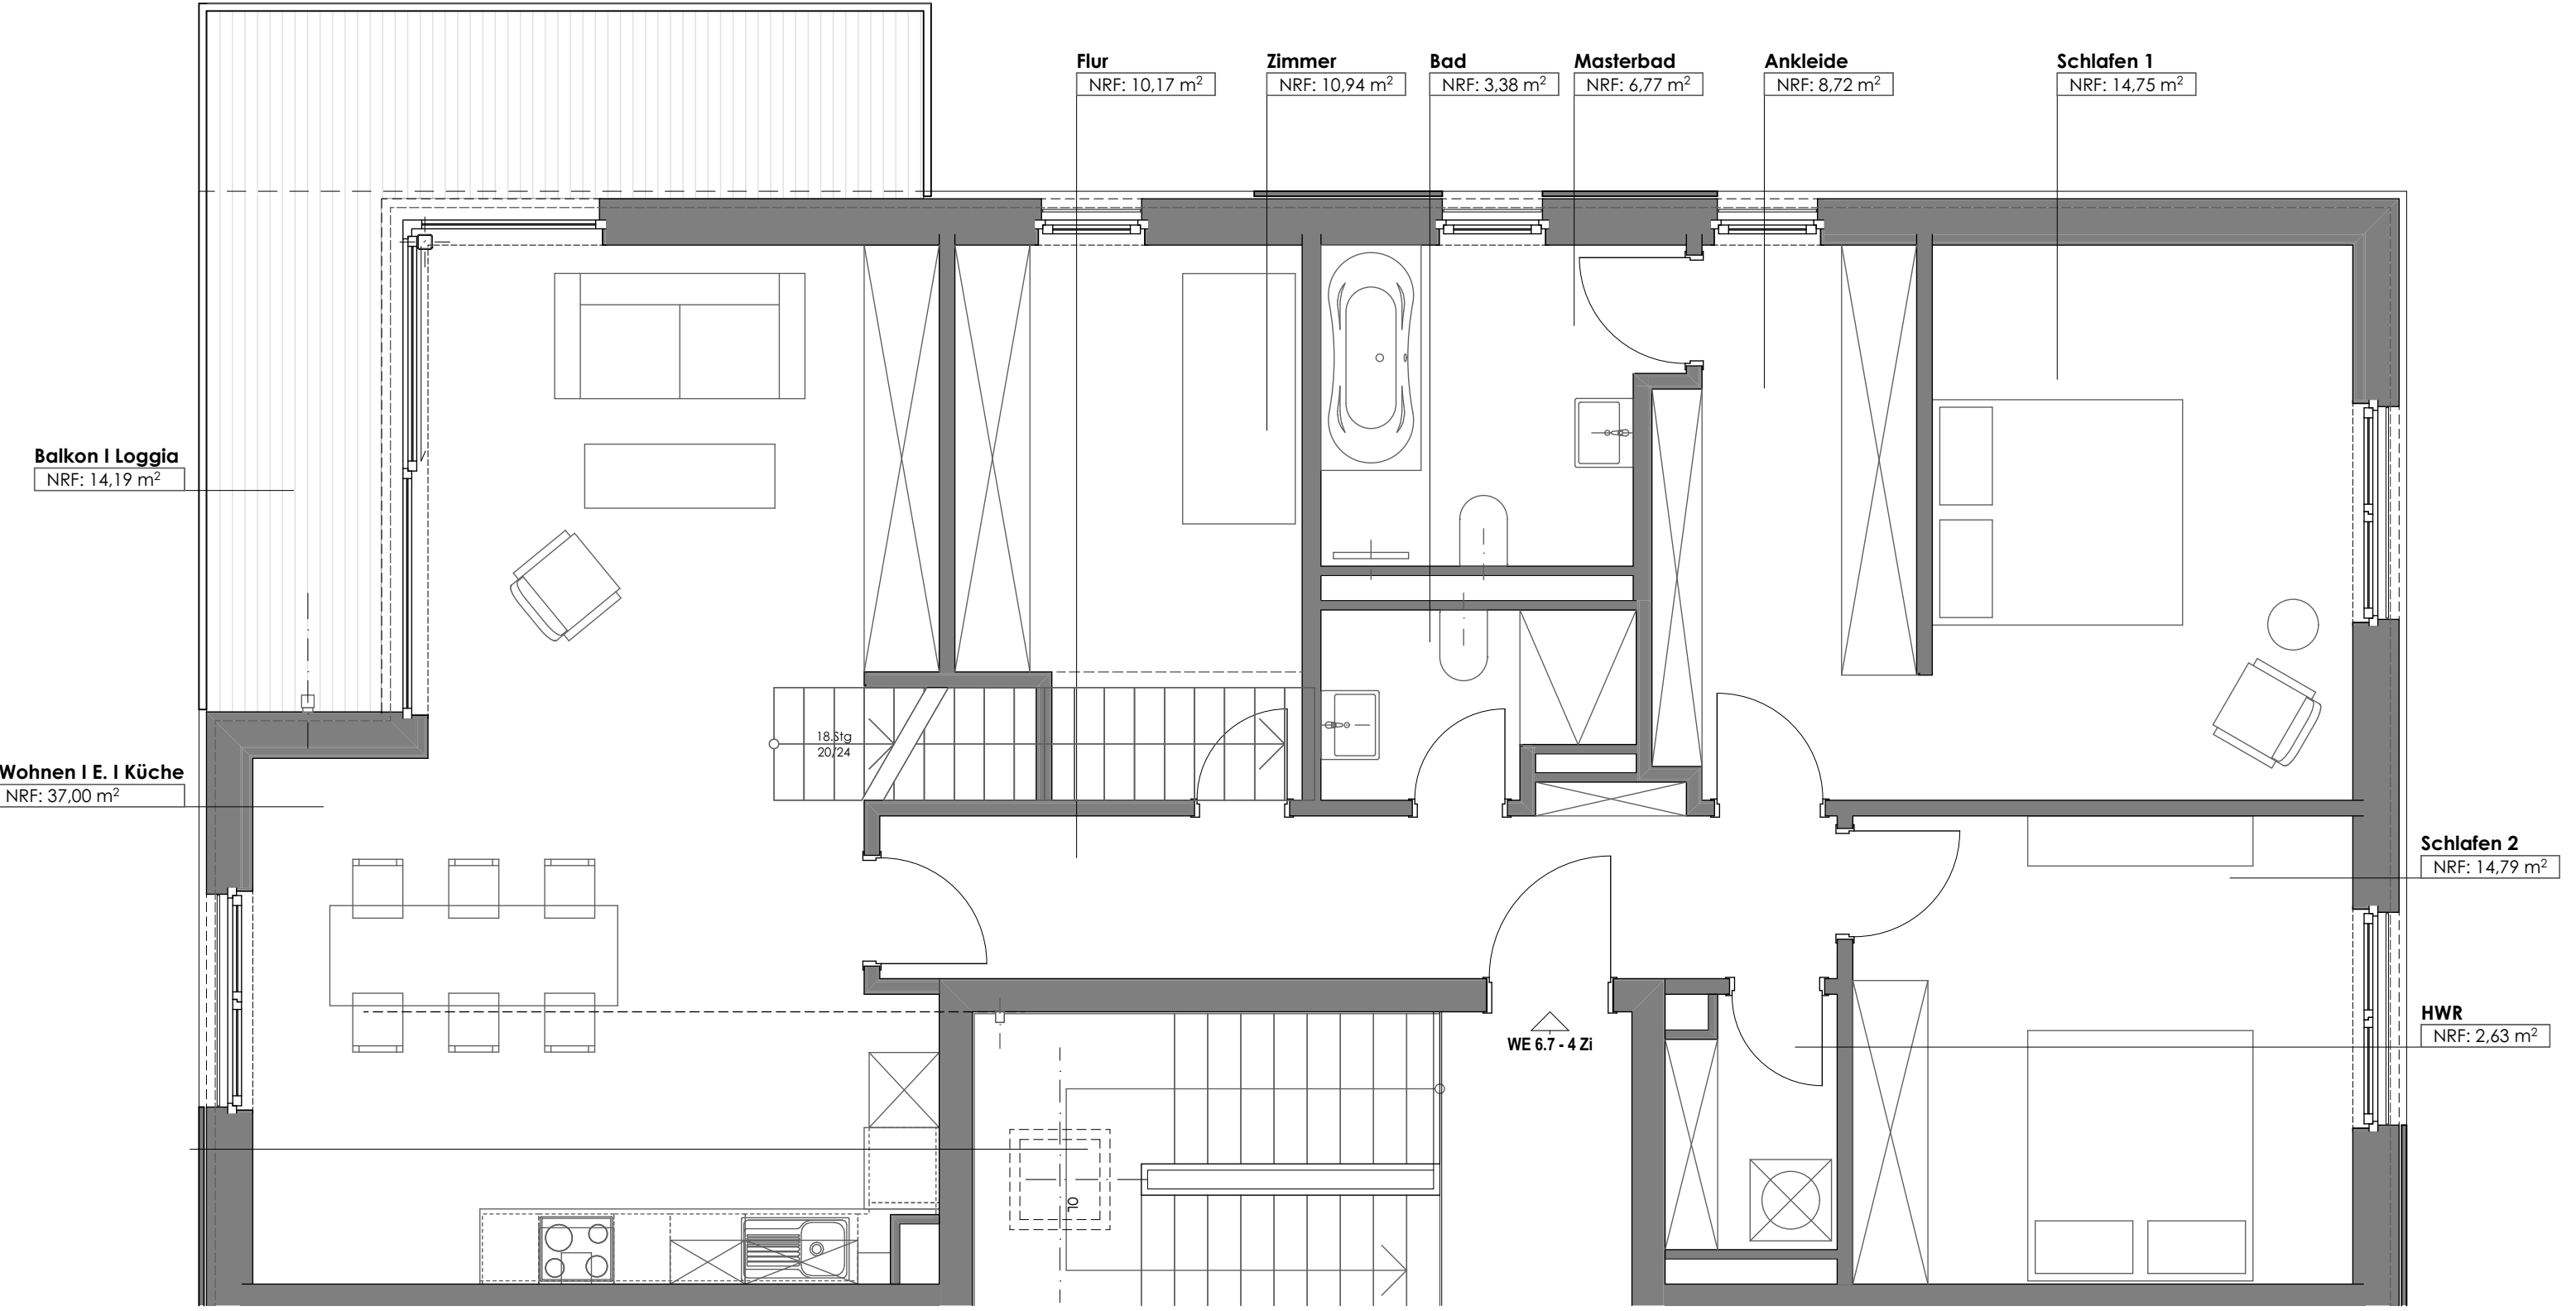 Flur
NRF: 10,17 m²
Zimmer
NRF: 10,94 m²
Bad
NRF: 3,38 m²
Masterbad
NRF: 6,77 m²
Ankleide
NRF: 8,72 m²
Schlafen 1
NRF: 14,75 m²
Balkon I Loggia
NRF: 14,19 m²
18.Stg
20/24
Wohnen I E. I Küche
NRF: 37,00 m²
Schlafen 2
NRF: 14,79 m²
HWR
NRF: 2,63 m²
WE 6.7 - 4 Zi
OL